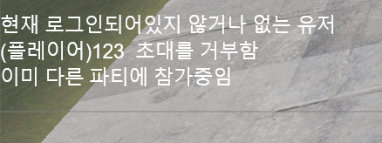 현재 로그인되어있지 않거나 없는 유저
(플레이어)123  초대를 거부함
이미 다른 파티에 참가중임